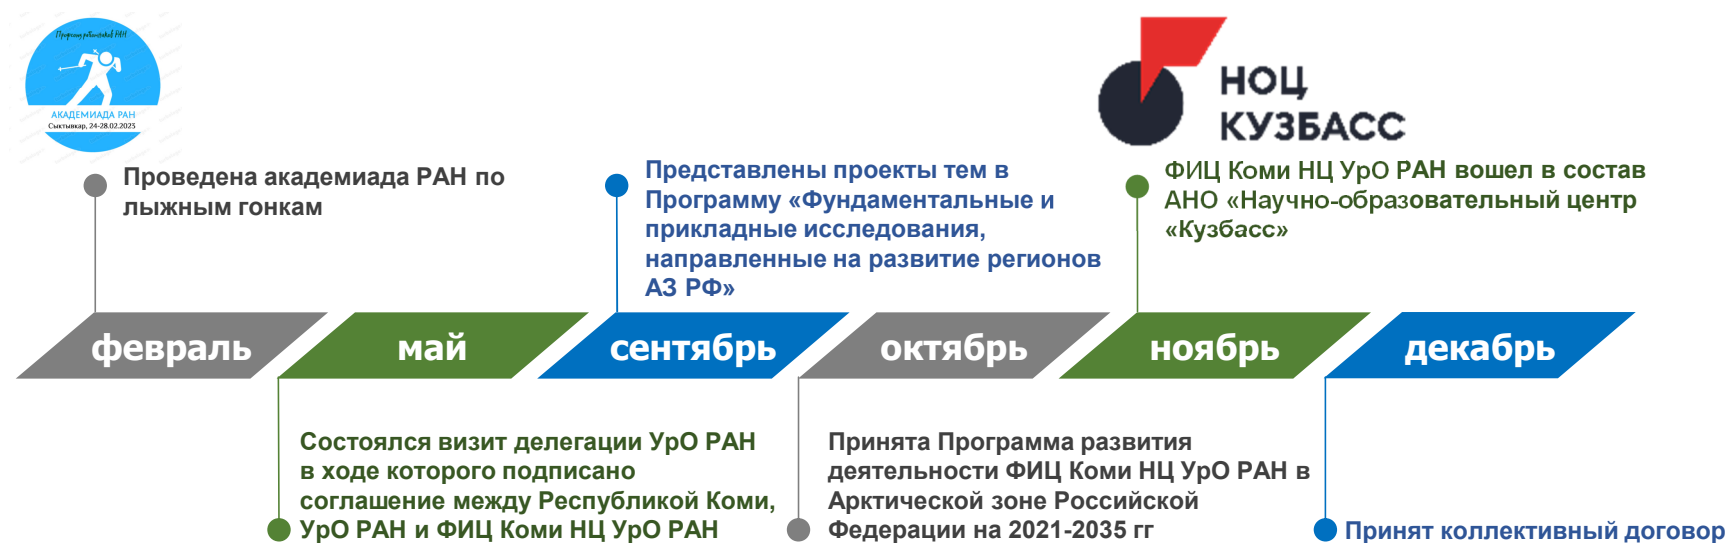 АКАДЕМИАДА РАН
Сыктывкар, 24-28.02.2023
НОЦ
КУЗБАСС
Проведена академиада РАН по
лыжным гонкам
Представлены проекты тем в
Программу «Фундаментальные и
прикладные исследования,
направленные на развитие регионов
АЗ РФ»
ФИЦ Коми НЦ УрО РАН вошел в состав
АНО «Научно-образовательный центр
«Кузбасс»
февраль
май
сентябрь
октябрь
ноябрь
декабрь
Состоялся визит делегации УрО РАН
в ходе которого подписано
соглашение между Республикой Коми,
УрО РАН и ФИЦ Коми НЦ УрО РАН
Принята Программа развития
деятельности ФИЦ Коми НЦ УрО РАН в
Арктической зоне Российской
Федерации на 2021-2035 гг
Принят коллективный договор